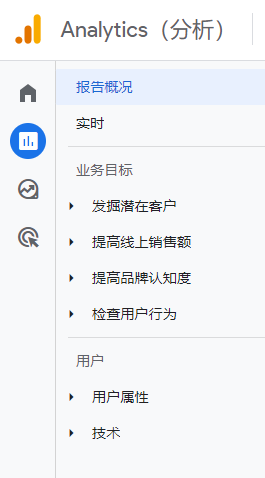 Analytics（分析）
报告概况
实时
业务目标
发掘潜在客户
提高线上销售额
提高品牌认知度
检查用户行为
用户
用户属性
技术